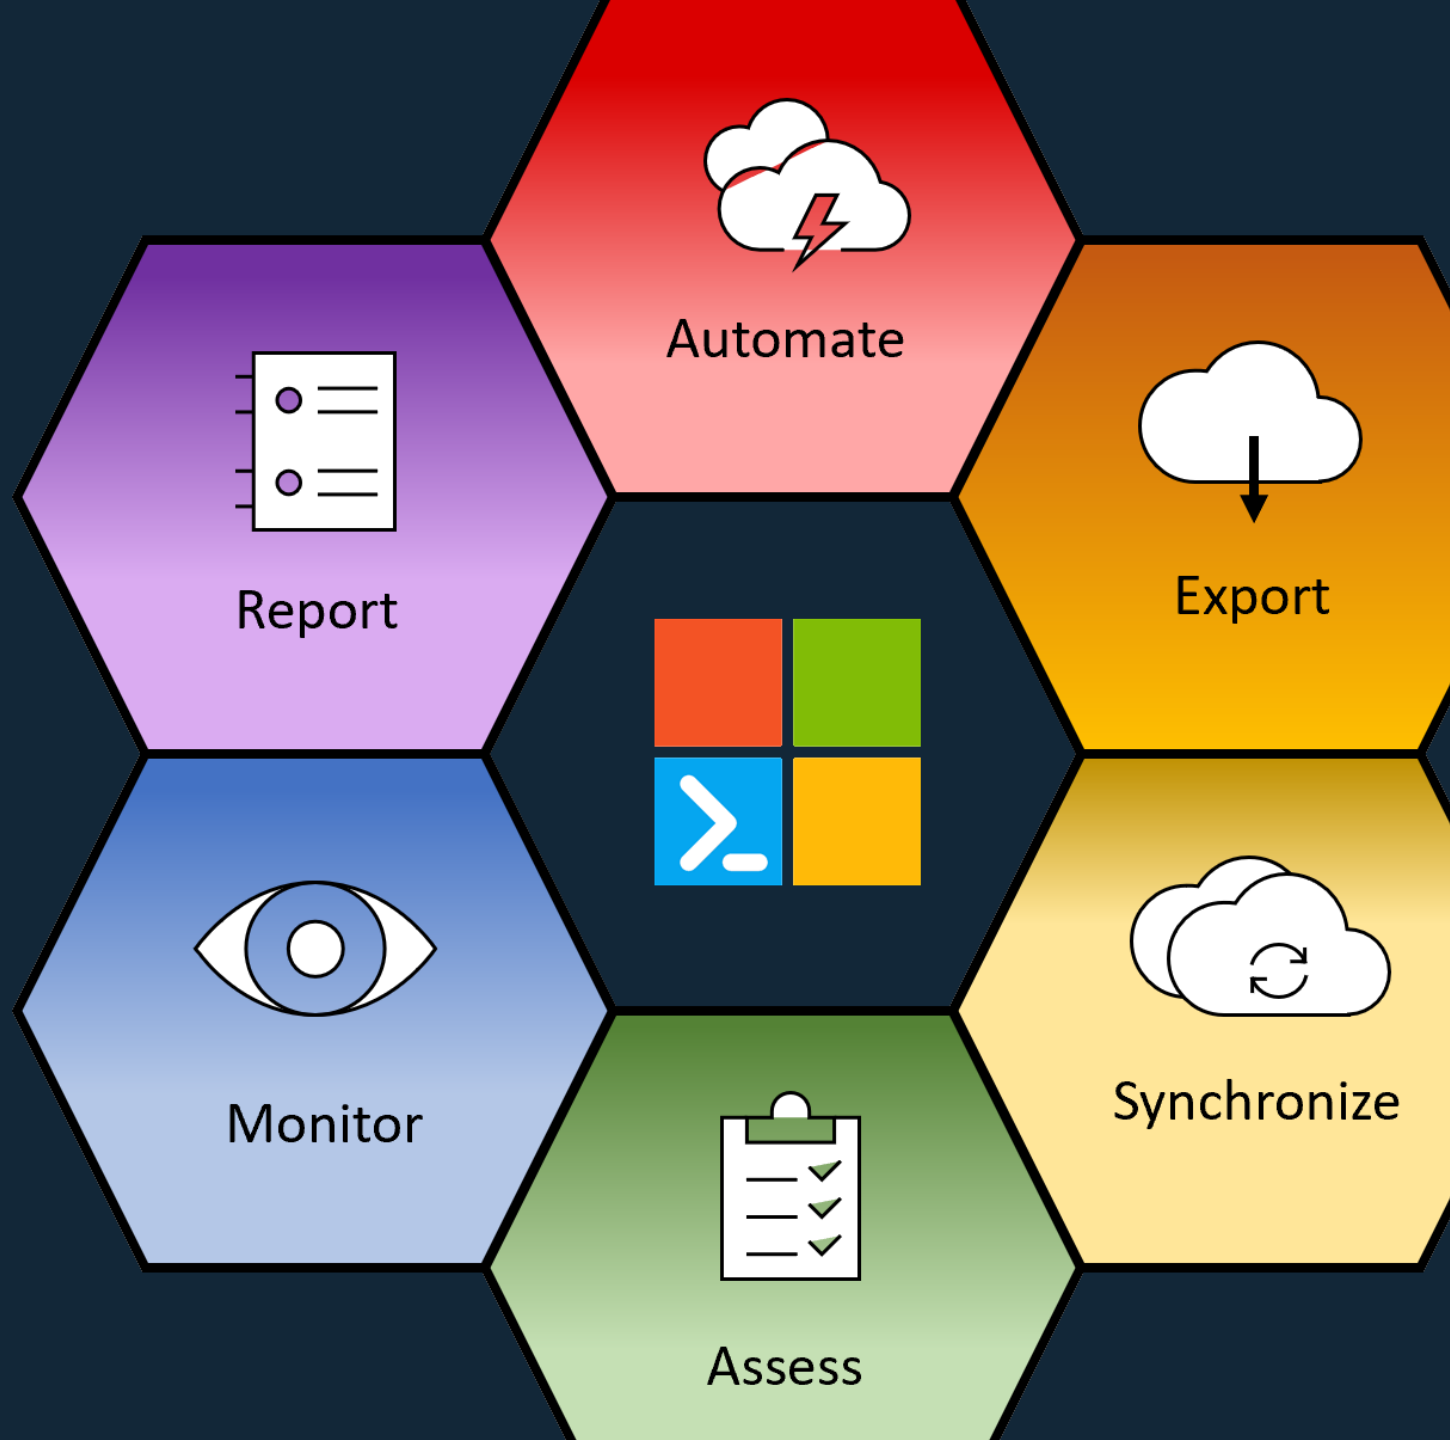 Automate
Report
Export
Monitor
Synchronize
Assess